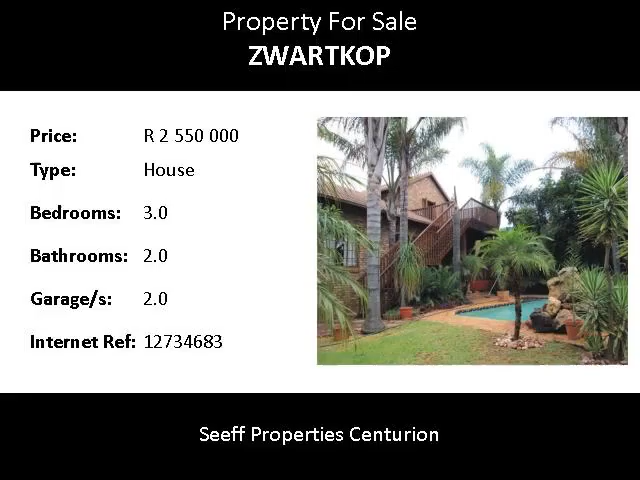 Property For Sale
ZWARTKOP
Price: R 2 550 000
Type: House
Bedrooms: 3.0
Bathrooms: 2.0
Garage/s: 2.0
Internet Ref: 12734683
Seeff Properties Centurion